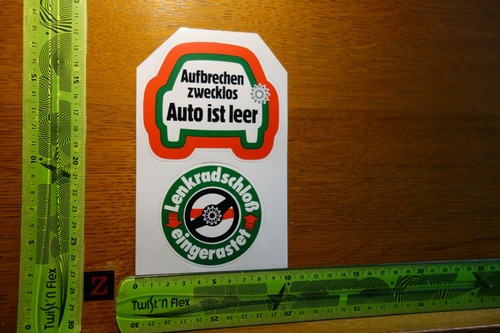 Aufbrechen
zwecklos
Auto ist leer
Lenkradschloß
eingerastet
Z
Twist'n Flex
Twist'n Flex